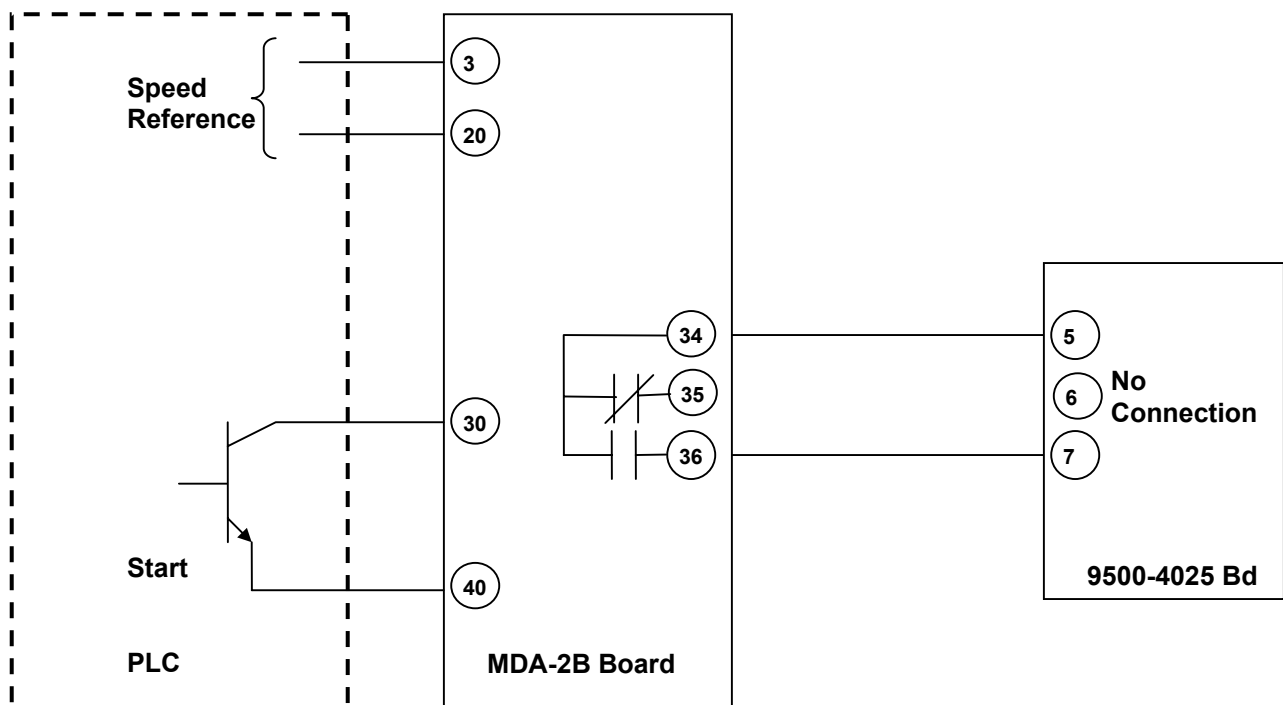 Speed
Reference
3
20
34
35
36
30
40
Start
PLC
MDA-2B Board
5
6
No
Connection
7
9500-4025 Bd